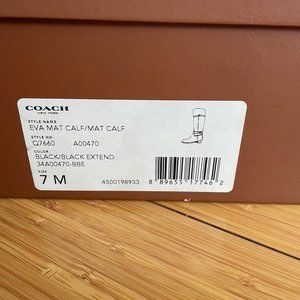 COACH
NEW YORK
STYLE NAME
EVA MAT CALF/MAT CALF
STYLE NO.
Q7660 A00470
COLOR
BLACK/BLACK EXTEND
34A00470-BBE
SIZE
7 M
4500198933
8 89655 17746 2